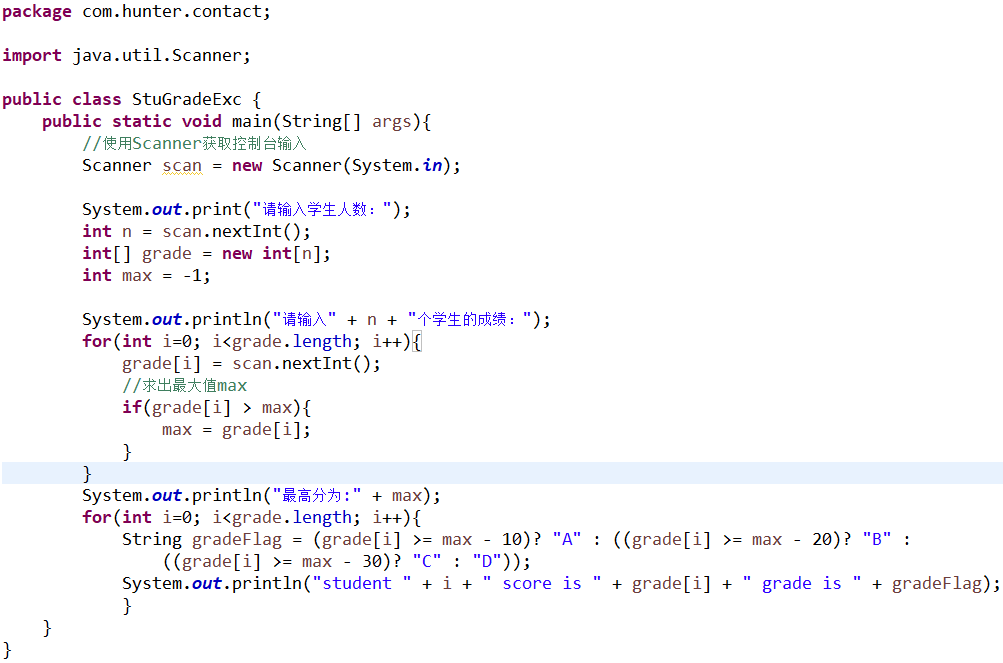 package com.hunter.contact;
import java.util.Scanner;
public class StuGradeExc {
public static void main(String[] args){
//使用Scanner获取控制台输入
Scanner scan = new Scanner(System.in);
System.out.print("请输入学生人数：");
int n = scan.nextInt();
int[] grade = new int[n];
int max = -1;
System.out.println("请输入" + n + "个学生的成绩：");
for(int i=0; i<grade.length; i++){
grade[i] = scan.nextInt();
//求出最大值max
if(grade[i] > max){
max = grade[i];
}
}
System.out.println("最高分为:" + max);
for(int i=0; i<grade.length; i++){
String gradeFlag = (grade[i] >= max - 10)? "A" : ((grade[i] >= max - 20)? "B" :
((grade[i] >= max - 30)? "C" : "D"));
System.out.println("student " + i + " score is " + grade[i] + " grade is " + gradeFlag);
}
}
}